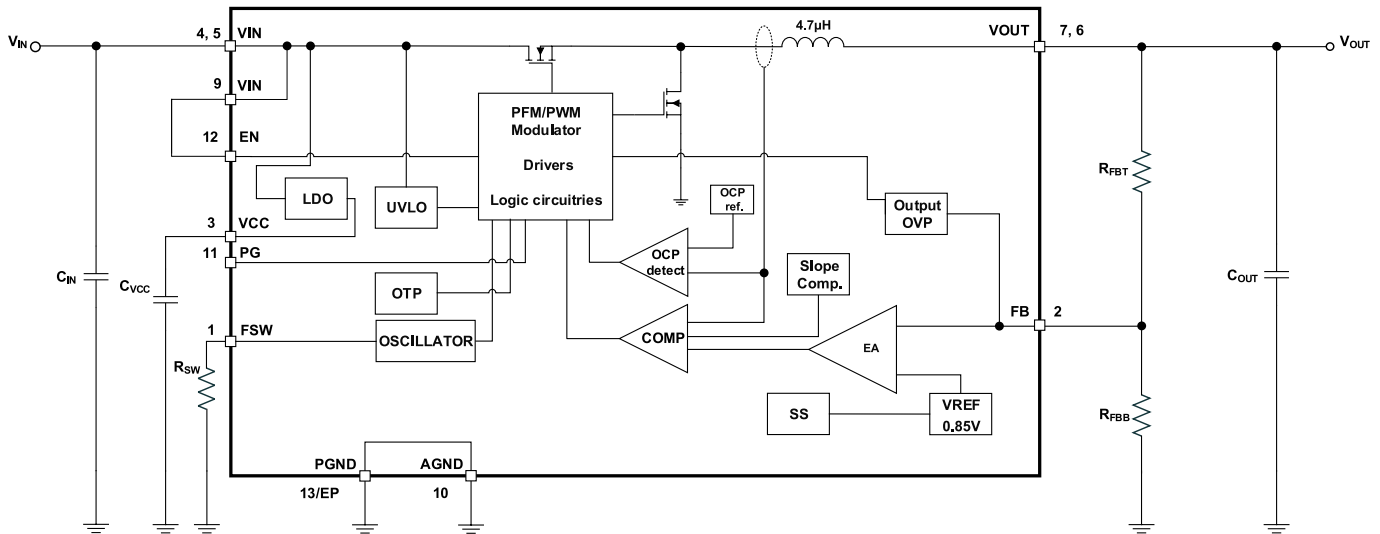 4.7µH
VIN
4, 5
VIN
VOUT
7, 6
VOUT
9
VIN
PFM/PWM
Modulator
Drivers
Logic circuitries
12
EN
RFBT
LDO
UVLO
OCP
ref.
Output
OVP
3
VCC
11
PG
OCP
detect
Slope
Comp.
CIN
CVCC
OTP
COUT
1
FSW
OSCILLATOR
COMP
EA
FB
2
RSW
SS
VREF
0.85V
RFBB
PGND
AGND
13/EP
10